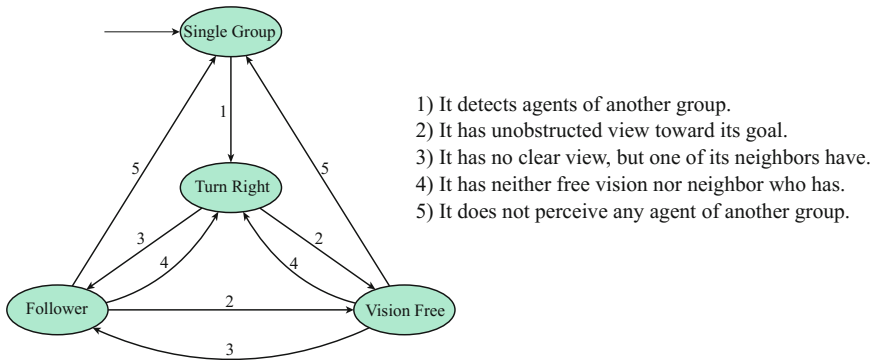 Single Group
1
1) It detects agents of another group.
2) It has unobstructed view toward its goal.
3) It has no clear view, but one of its neighbors have.
4) It has neither free vision nor neighbor who has.
5) It does not perceive any agent of another group.
5
5
Turn Right
3
2
4
4
Follower
2
Vision Free
3